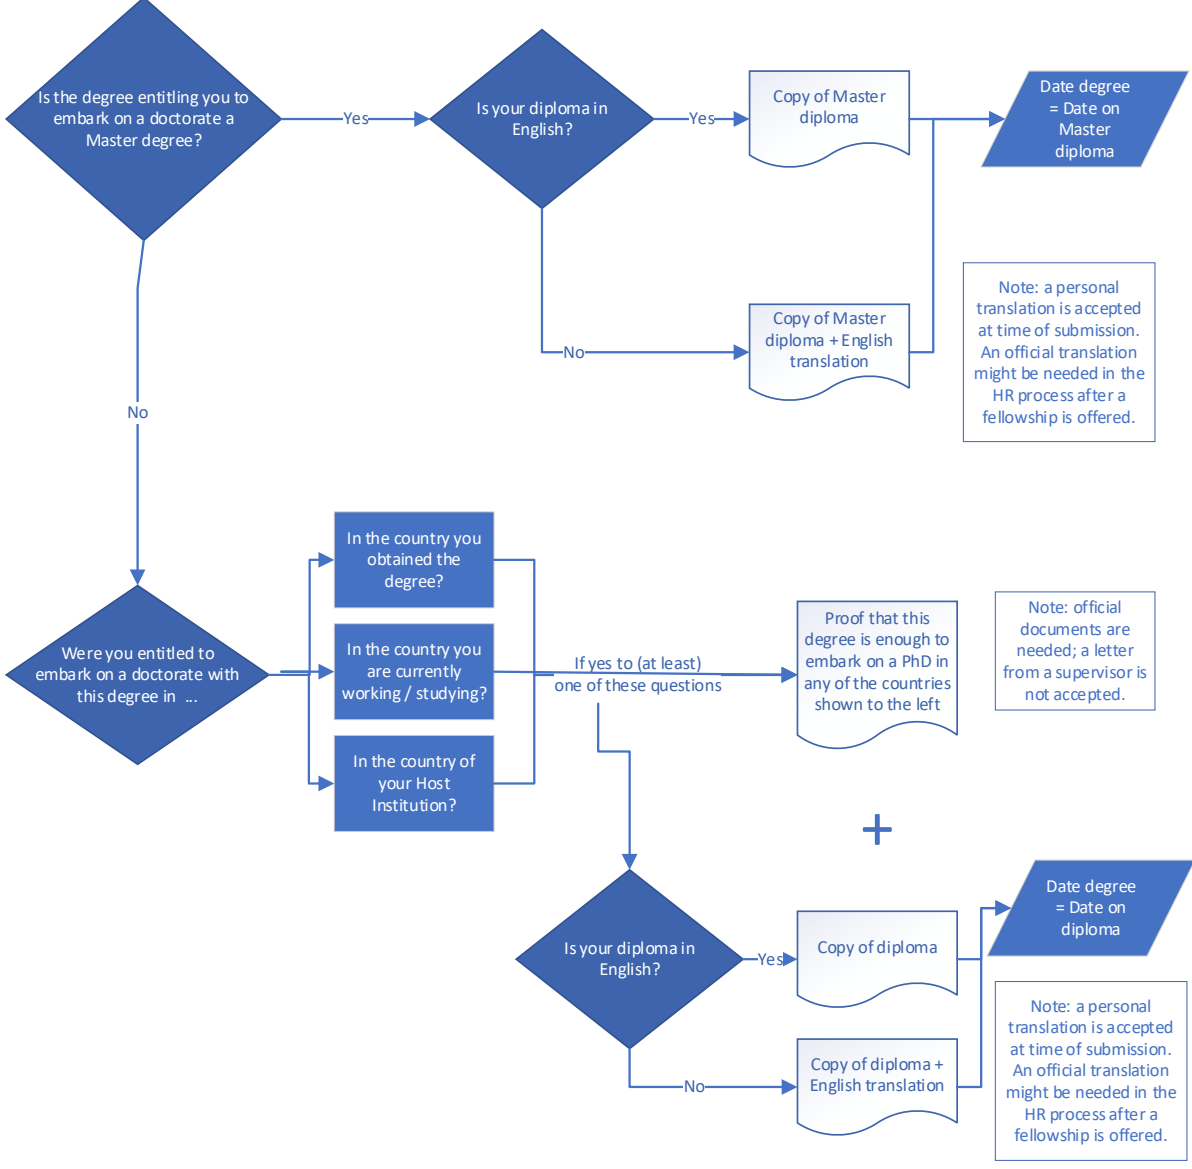 Is the degree entitling you to
embark on a doctorate a
Master degree?
Yes
Is your diploma in
English?
Yes
Copy of Master
diploma
Date degree
= Date on
Master
diploma
No
Copy of Master
diploma + English
translation
Note: a personal
translation is accepted
at time of submission.
An official translation
might be needed in the
HR process after a
fellowship is offered.
No
Were you entitled to
embark on a doctorate with
this degree in ...
In the country you
obtained the
degree?
In the country you
are currently
working / studying?
In the country of
your Host
Institution?
If yes to (at least)
one of these questions
Proof that this
degree is enough to
embark on a PhD in
any of the countries
shown to the left
Note: official
documents are
needed; a letter
from a supervisor is
not accepted.
+
Is your diploma in
English?
Yes
Copy of diploma
Date degree
= Date on
diploma
No
Copy of diploma +
English translation
Note: a personal
translation is accepted
at time of submission.
An official translation
might be needed in the
HR process after a
fellowship is offered.